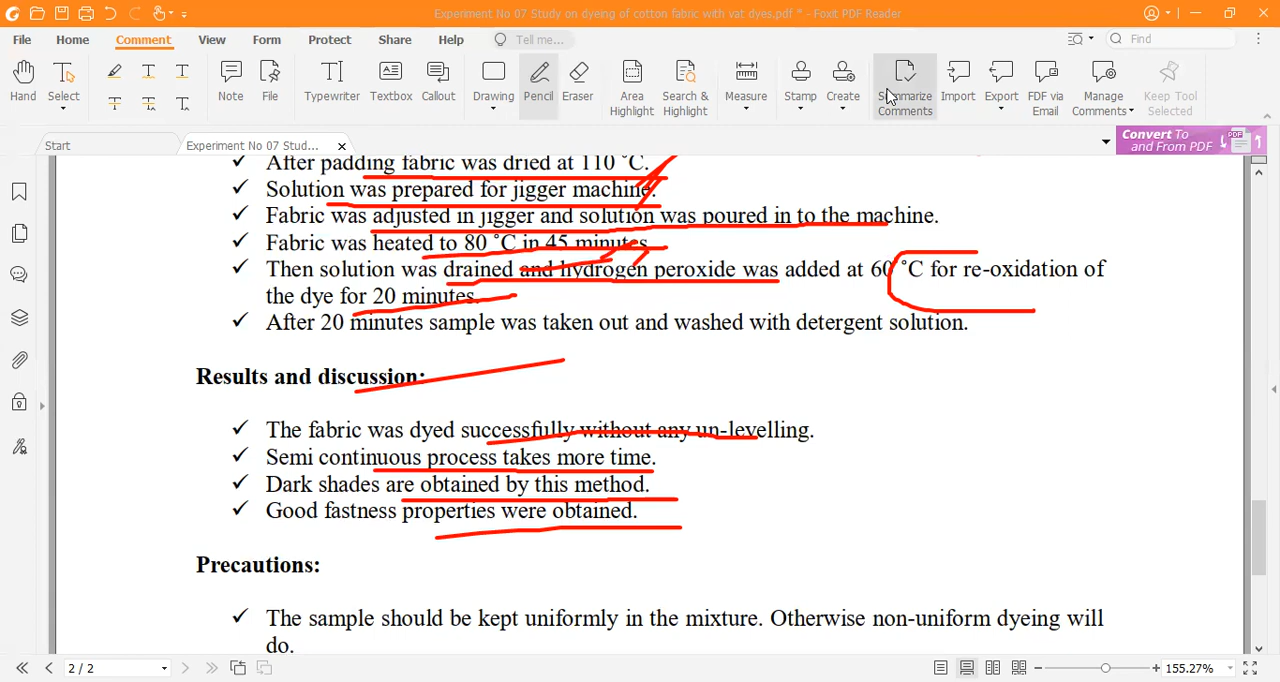 Experiment No 07 Study on dyeing of cotton fabric with vat dyes.pdf * - Foxit PDF Reader
File Home Comment View Form Protect Share Help Tell me... Find
Hand Select Note File Typewriter Textbox Callout Drawing Pencil Eraser Area Highlight Search & Highlight Measure Stamp Create Summarize Comments Import Export FDF via Email Manage Comments Keep Tool Selected
Start Experiment No 07 Stud... Convert To and From PDF PDF
✓ After padding fabric was dried at 110 ˚C.
✓ Solution was prepared for jigger machine.
✓ Fabric was adjusted in jigger and solution was poured in to the machine.
✓ Fabric was heated to 80 ˚C in 45 minutes.
✓ Then solution was drained and hydrogen peroxide was added at 60 ˚C for re-oxidation of
the dye for 20 minutes.
✓ After 20 minutes sample was taken out and washed with detergent solution.
Results and discussion:
✓ The fabric was dyed successfully without any un-levelling.
✓ Semi continuous process takes more time.
✓ Dark shades are obtained by this method.
✓ Good fastness properties were obtained.
Precautions:
✓ The sample should be kept uniformly in the mixture. Otherwise non-uniform dyeing will
do.
2 / 2 155.27%